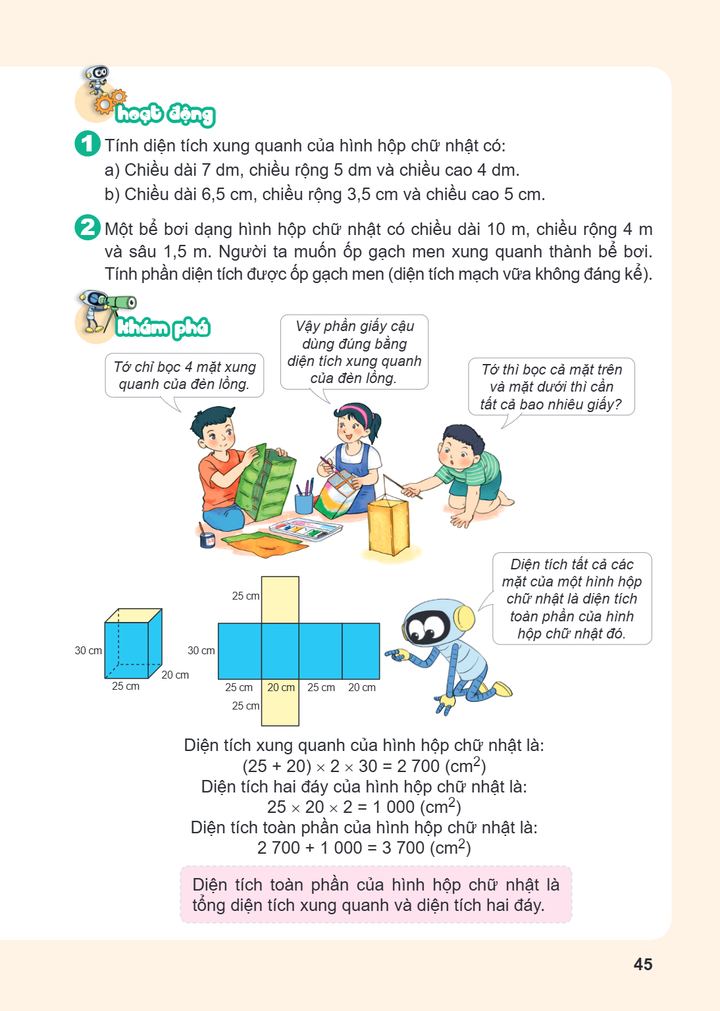 hoạt động
1 Tính diện tích xung quanh của hình hộp chữ nhật có:
a) Chiều dài 7 dm, chiều rộng 5 dm và chiều cao 4 dm.
b) Chiều dài 6,5 cm, chiều rộng 3,5 cm và chiều cao 5 cm.
2 Một bể bơi dạng hình hộp chữ nhật có chiều dài 10 m, chiều rộng 4 m
và sâu 1,5 m. Người ta muốn ốp gạch men xung quanh thành bể bơi.
Tính phần diện tích được ốp gạch men (diện tích mạch vữa không đáng kể).
khám phá
Tớ chỉ bọc 4 mặt xung
quanh của đèn lồng.
Vậy phần giấy cậu
dùng đúng bằng
diện tích xung quanh
của đèn lồng.
Tớ thì bọc cả mặt trên
và mặt dưới thì cần
tất cả bao nhiêu giấy?
Diện tích tất cả các
mặt của một hình hộp
chữ nhật là diện tích
toàn phần của hình
hộp chữ nhật đó.
30 cm
25 cm
20 cm
25 cm
30 cm
25 cm 20 cm 25 cm 20 cm
25 cm
Diện tích xung quanh của hình hộp chữ nhật là:
(25 + 20) × 2 × 30 = 2 700 (cm²)
Diện tích hai đáy của hình hộp chữ nhật là:
25 × 20 × 2 = 1 000 (cm²)
Diện tích toàn phần của hình hộp chữ nhật là:
2 700 + 1 000 = 3 700 (cm²)
Diện tích toàn phần của hình hộp chữ nhật là
tổng diện tích xung quanh và diện tích hai đáy.
45